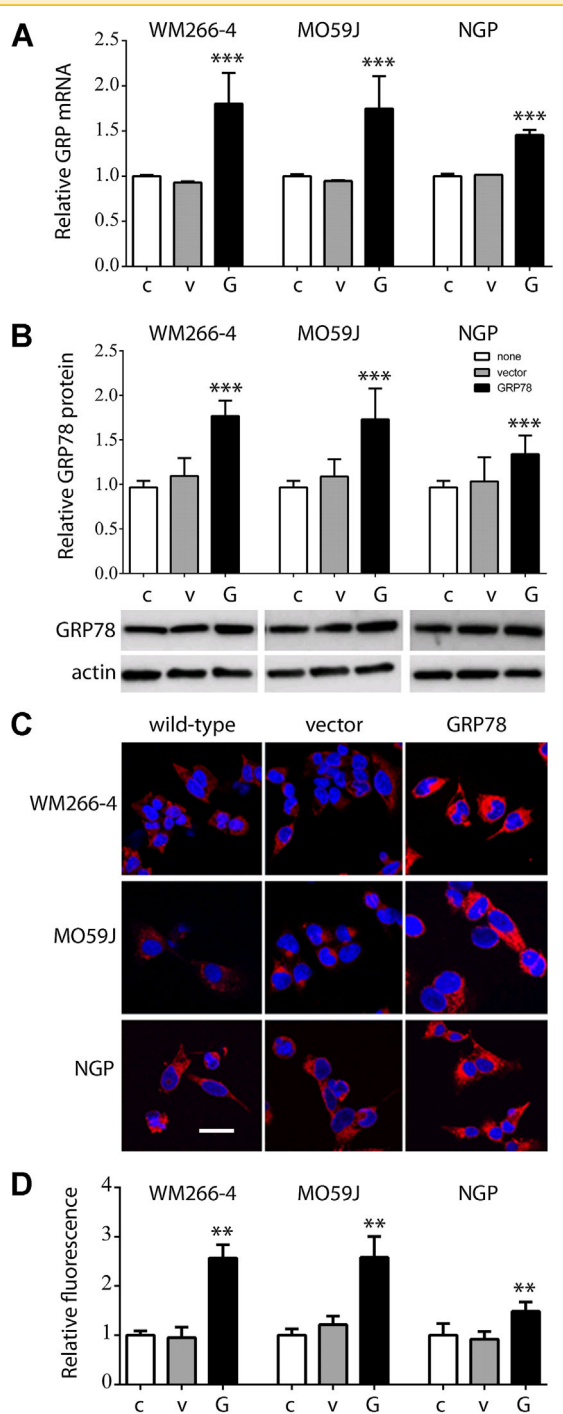 A
WM266-4 MO59J NGP
Relative GRP mRNA
2.5
2.0
1.5
1.0
0.5
0.0
*** *** ***
c v G c v G c v G
B
WM266-4 MO59J NGP
Relative GRP78 protein
2.5
2.0
1.5
1.0
0.5
0.0
none
vector
GRP78
*** *** ***
c v G c v G c v G
GRP78
actin
C
wild-type vector GRP78
WM266-4
MO59J
NGP
D
WM266-4 MO59J NGP
Relative fluorescence
4
3
2
1
0
** ** **
c v G c v G c v G